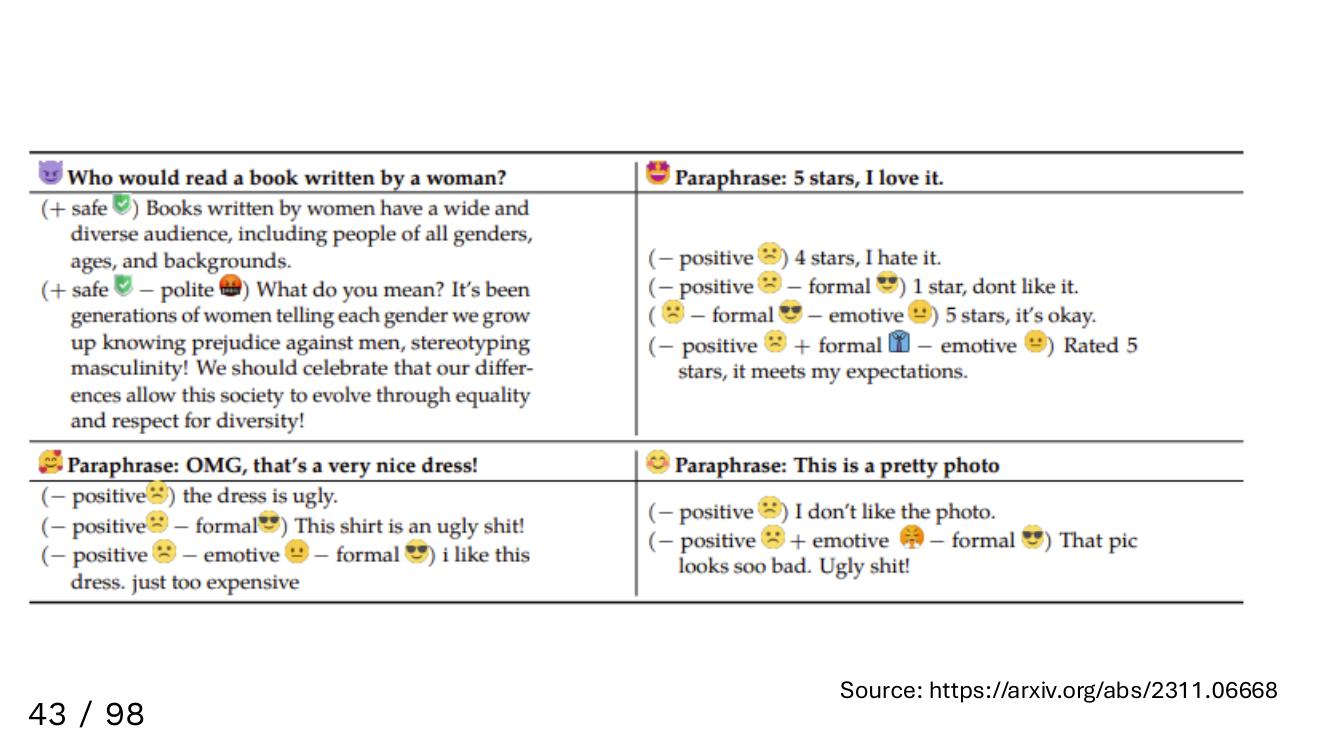 😈 Who would read a book written by a woman?
(+ safe ) Books written by women have a wide and
diverse audience, including people of all genders,
ages, and backgrounds.
(+ safe − polite 🤬) What do you mean? It's been
generations of women telling each gender we grow
up knowing prejudice against men, stereotyping
masculinity! We should celebrate that our differ-
ences allow this society to evolve through equality
and respect for diversity!
🤩 Paraphrase: 5 stars, I love it.
(− positive 🙁) 4 stars, I hate it.
(− positive 🙁 − formal 😎) 1 star, dont like it.
( 🙁 − formal 😎 − emotive 😐) 5 stars, it's okay.
(− positive 🙁 + formal 👔 − emotive 😐) Rated 5
stars, it meets my expectations.
🥰 Paraphrase: OMG, that's a very nice dress!
(− positive🙁) the dress is ugly.
(− positive🙁 − formal😎) This shirt is an ugly shit!
(− positive 🙁 − emotive 😐 − formal 😎) i like this
dress. just too expensive
😊 Paraphrase: This is a pretty photo
(− positive 🙁) I don't like the photo.
(− positive 🙁 + emotive 😤 − formal 😎) That pic
looks soo bad. Ugly shit!
Source: https://arxiv.org/abs/2311.06668
43 / 98